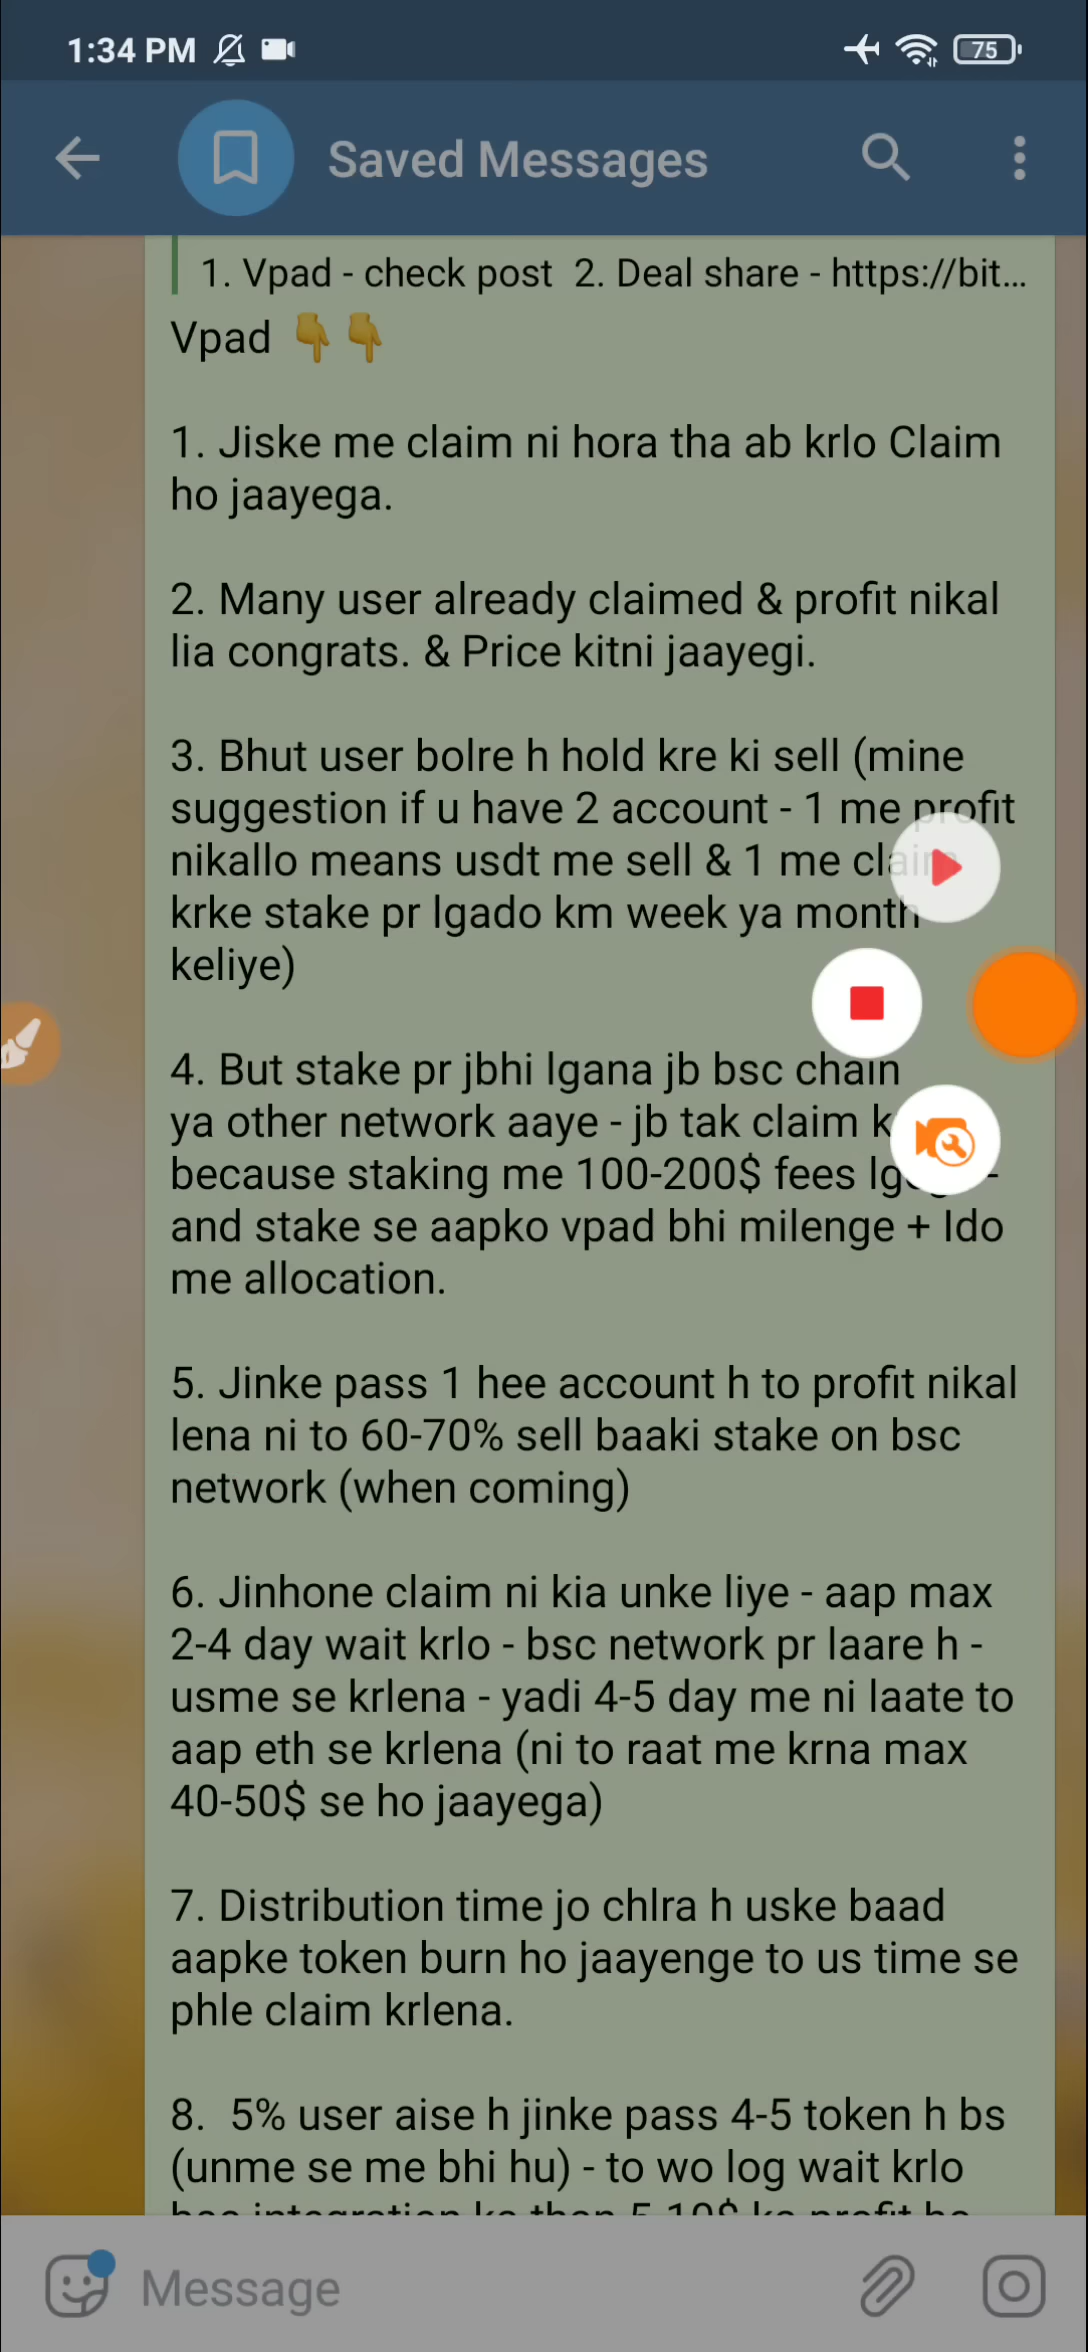 1:34 PM 75
Saved Messages
1. Vpad - check post  2. Deal share - https://bit...
Vpad 👇👇
1. Jiske me claim ni hora tha ab krlo Claim
ho jaayega.
2. Many user already claimed & profit nikal
lia congrats. & Price kitni jaayegi.
3. Bhut user bolre h hold kre ki sell (mine
suggestion if u have 2 account - 1 me profit
nikallo means usdt me sell & 1 me claim
krke stake pr lgado km week ya month
keliye)
4. But stake pr jbhi lgana jb bsc chain
ya other network aaye - jb tak claim
because staking me 100-200$ fees -
and stake se aapko vpad bhi milenge + Ido
me allocation.
5. Jinke pass 1 hee account h to profit nikal
lena ni to 60-70% sell baaki stake on bsc
network (when coming)
6. Jinhone claim ni kia unke liye - aap max
2-4 day wait krlo - bsc network pr laare h -
usme se krlena - yadi 4-5 day me ni laate to
aap eth se krlena (ni to raat me krna max
40-50$ se ho jaayega)
7. Distribution time jo chlra h uske baad
aapke token burn ho jaayenge to us time se
phle claim krlena.
8.  5% user aise h jinke pass 4-5 token h bs
(unme se me bhi hu) - to wo log wait krlo
Message